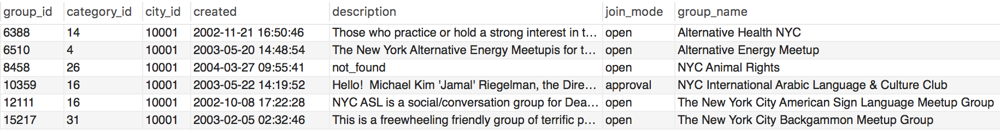 group_id category_id city_id created description join_mode group_name
6388 14 10001 2002-11-21 16:50:46 Those who practice or hold a strong interest in t... open Alternative Health NYC
6510 4 10001 2003-05-20 14:48:54 The New York Alternative Energy Meetupis for t... open Alternative Energy Meetup
8458 26 10001 2004-03-27 09:55:41 not_found open NYC Animal Rights
10359 16 10001 2003-05-22 14:19:52 Hello!  Michael Kim 'Jamal' Riegelman, the Dire... approval NYC International Arabic Language & Culture Club
12111 16 10001 2002-10-08 17:22:28 NYC ASL is a social/conversation group for Dea... open The New York City American Sign Language Meetup Group
15217 31 10001 2003-02-05 02:32:46 This is a freewheeling friendly group of terrific p... open The New York City Backgammon Meetup Group